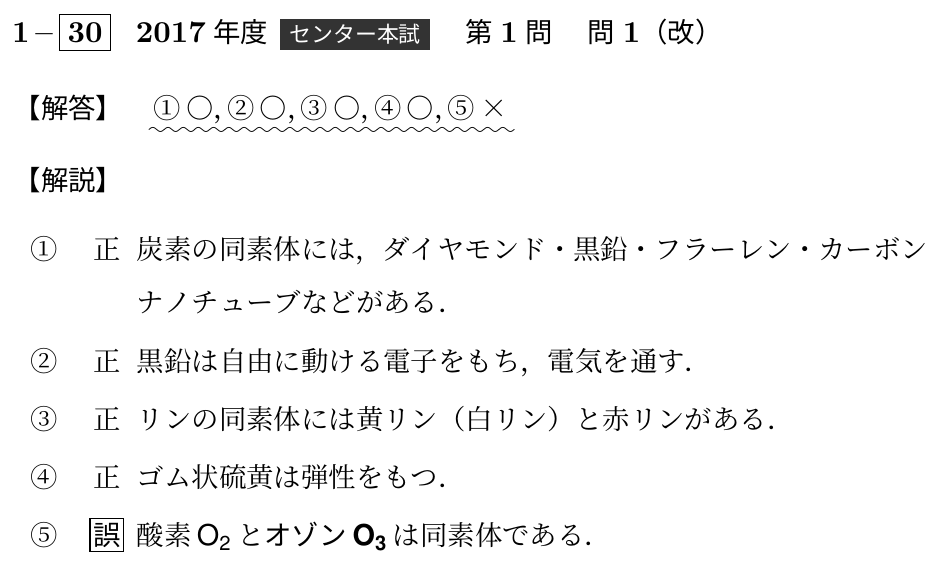 1－30 2017 年度 センター本試 第 1 問 問 1（改）
【解答】 ① ○, ② ○, ③ ○, ④ ○, ⑤ ×
【解説】
① 正 炭素の同素体には，ダイヤモンド・黒鉛・フラーレン・カーボン
ナノチューブなどがある．
② 正 黒鉛は自由に動ける電子をもち，電気を通す．
③ 正 リンの同素体には黄リン（白リン）と赤リンがある．
④ 正 ゴム状硫黄は弾性をもつ．
⑤ 誤 酸素 O₂ とオゾン O₃ は同素体である．